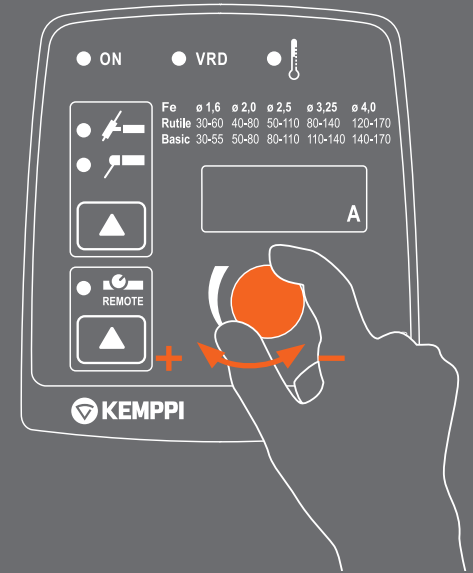 ON VRD
Fe ø 1,6 ø 2,0 ø 2,5 ø 3,25 ø 4,0
Rutile 30-60 40-80 50-110 80-140 120-170
Basic 30-55 50-80 80-110 110-140 140-170
A
REMOTE
+ −
KEMPPI